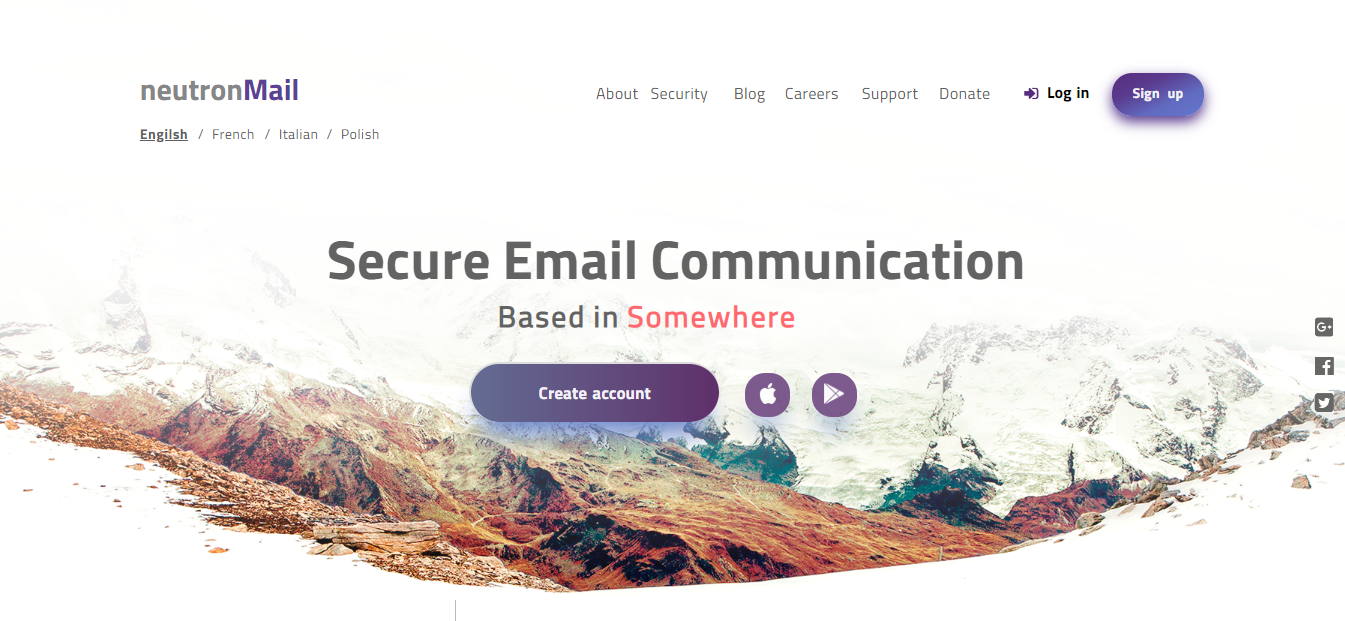 neutronMail
About Security Blog Careers Support Donate Log in Sign up
Engilsh / French / Italian / Polish
Secure Email Communication
Based in Somewhere
Create account
G+